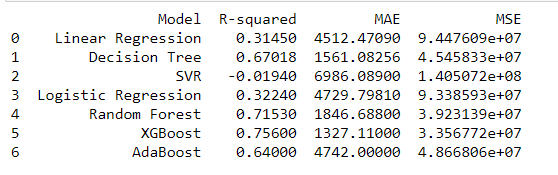 Model R-squared MAE MSE
0 Linear Regression 0.31450 4512.47090 9.447609e+07
1 Decision Tree 0.67018 1561.08256 4.545833e+07
2 SVR -0.01940 6986.08900 1.405072e+08
3 Logistic Regression 0.32240 4729.79810 9.338593e+07
4 Random Forest 0.71530 1846.68800 3.923139e+07
5 XGBoost 0.75600 1327.11000 3.356772e+07
6 AdaBoost 0.64000 4742.00000 4.866806e+07